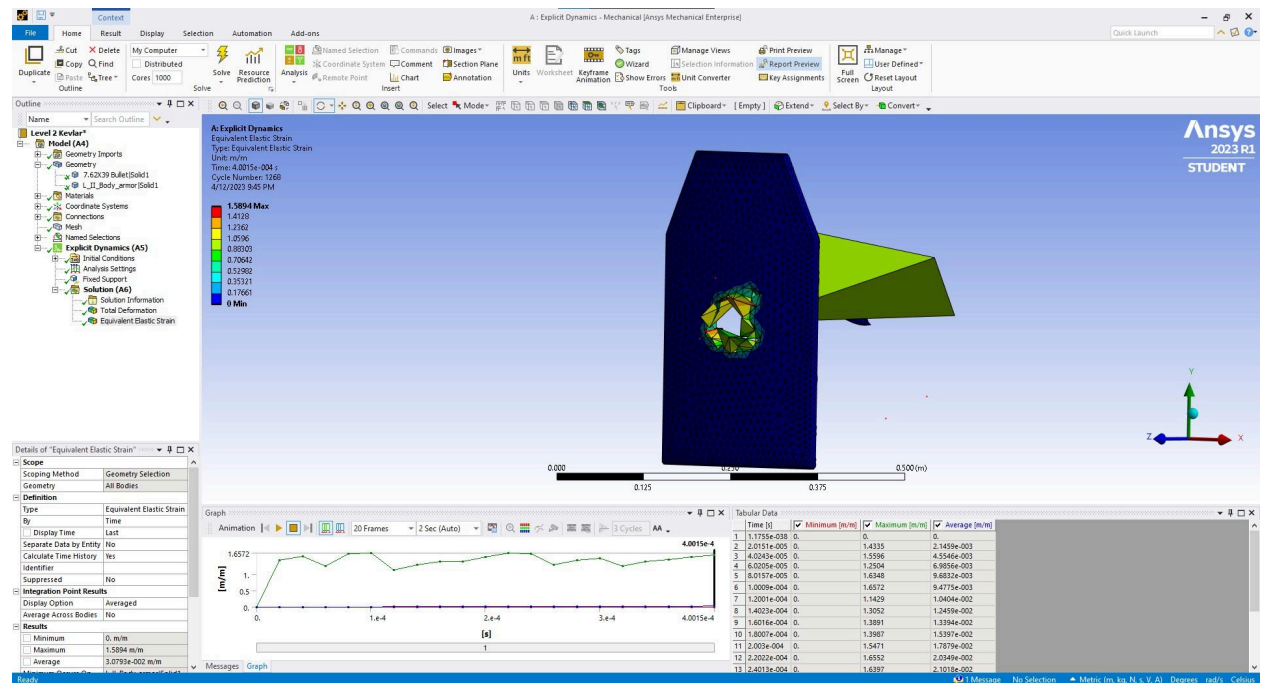 Context
A : Explicit Dynamics - Mechanical [Ansys Mechanical Enterprise]
File Home Result Display Selection Automation Add-ons
Quick Launch
Duplicate
Cut
Copy
Paste
Delete
Find
Tree
Outline
My Computer
Distributed
Cores 1000
Solve
Resource Prediction
Solve
Analysis
Named Selection
Coordinate System
Remote Point
Commands
Comment
Chart
Images
Section Plane
Annotation
Insert
Units
Worksheet
Keyframe Animation
Tags
Wizard
Show Errors
Manage Views
Selection Information
Unit Converter
Print Preview
Report Preview
Key Assignments
Tools
Full Screen
Manage
User Defined
Reset Layout
Layout
Outline
Name Search Outline
Select Mode Clipboard [ Empty ] Extend Select By Convert
Level 2 Kevlar*
Model (A4)
Geometry Imports
Geometry
7.62X39 Bullet|Solid1
L_II_Body_armor|Solid1
Materials
Coordinate Systems
Connections
Mesh
Named Selections
Explicit Dynamics (A5)
Initial Conditions
Analysis Settings
Fixed Support
Solution (A6)
Solution Information
Total Deformation
Equivalent Elastic Strain
A: Explicit Dynamics
Equivalent Elastic Strain
Type: Equivalent Elastic Strain
Unit: m/m
Time: 4.0015e-004 s
Cycle Number: 1268
4/12/2023 9:45 PM
1.5894 Max
1.4128
1.2362
1.0596
0.88303
0.70642
0.52982
0.35321
0.17661
0 Min
Ansys
2023 R1
STUDENT
Y
Z X
0.000 0.250 0.500 (m)
0.125 0.375
Details of "Equivalent Elastic Strain"
Scope
Scoping Method Geometry Selection
Geometry All Bodies
Definition
Type Equivalent Elastic Strain
By Time
Display Time Last
Separate Data by Entity No
Calculate Time History Yes
Identifier
Suppressed No
Integration Point Results
Display Option Averaged
Average Across Bodies No
Results
Minimum 0. m/m
Maximum 1.5894 m/m
Average 3.0793e-002 m/m
Graph
Animation 20 Frames 2 Sec (Auto) 3 Cycles AA
4.0015e-4
1.6572
1.
0.5
0.
[m/m]
0. 1.e-4 2.e-4 3.e-4 4.0015e-4
[s]
1
Messages Graph
Tabular Data
Time [s] Minimum [m/m] Maximum [m/m] Average [m/m]
1 1.1755e-038 0. 0. 0.
2 2.0151e-005 0. 1.4335 2.1459e-003
3 4.0243e-005 0. 1.5596 4.5546e-003
4 6.0205e-005 0. 1.2504 6.9856e-003
5 8.0157e-005 0. 1.6348 9.6832e-003
6 1.0009e-004 0. 1.6572 9.4775e-003
7 1.2001e-004 0. 1.1429 1.0404e-002
8 1.4023e-004 0. 1.3052 1.2459e-002
9 1.6016e-004 0. 1.3891 1.3394e-002
10 1.8007e-004 0. 1.3987 1.5397e-002
11 2.003e-004 0. 1.5471 1.7879e-002
12 2.2022e-004 0. 1.6552 2.0349e-002
13 2.4013e-004 0. 1.6397 2.1018e-002
Ready
1 Message No Selection Metric (m, kg, N, s, V, A) Degrees rad/s Celsius